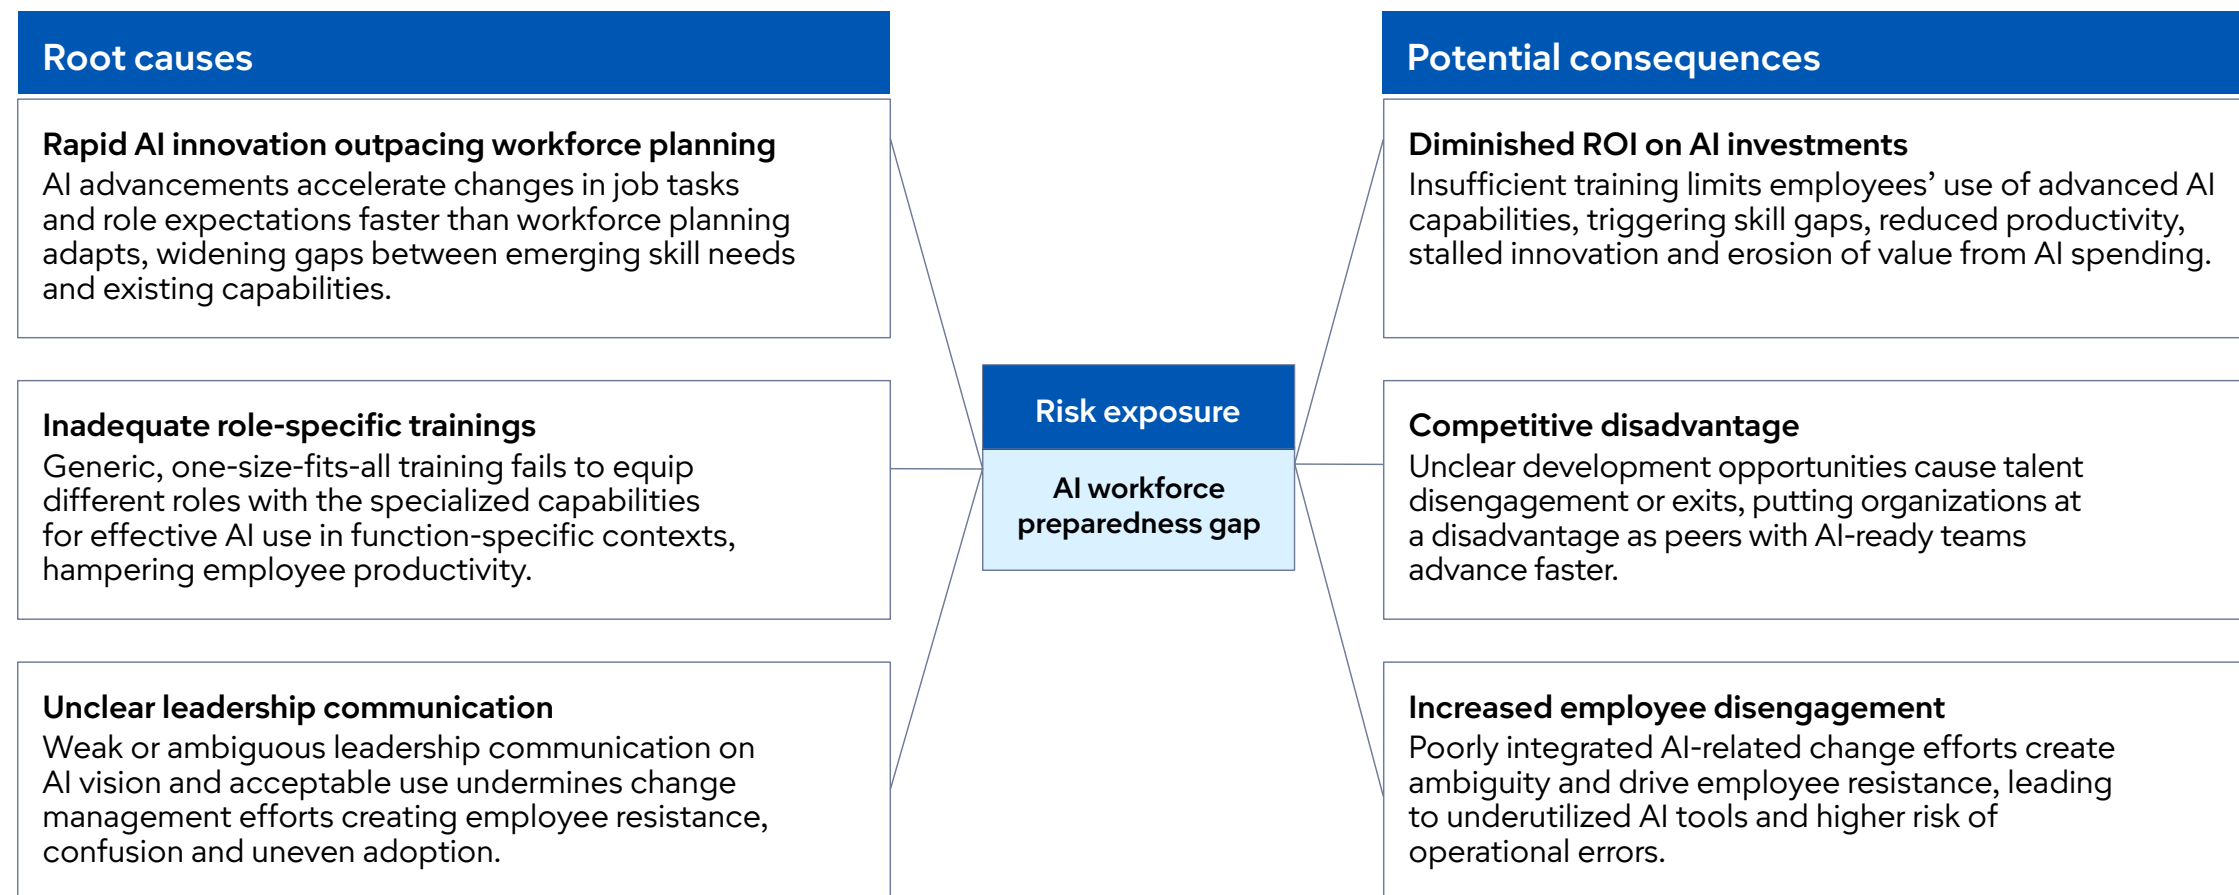 Root causes
Rapid AI innovation outpacing workforce planning
AI advancements accelerate changes in job tasks
and role expectations faster than workforce planning
adapts, widening gaps between emerging skill needs
and existing capabilities.
Inadequate role-specific trainings
Generic, one-size-fits-all training fails to equip
different roles with the specialized capabilities
for effective AI use in function-specific contexts,
hampering employee productivity.
Unclear leadership communication
Weak or ambiguous leadership communication on
AI vision and acceptable use undermines change
management efforts creating employee resistance,
confusion and uneven adoption.
Risk exposure
AI workforce
preparedness gap
Potential consequences
Diminished ROI on AI investments
Insufficient training limits employees’ use of advanced AI
capabilities, triggering skill gaps, reduced productivity,
stalled innovation and erosion of value from AI spending.
Competitive disadvantage
Unclear development opportunities cause talent
disengagement or exits, putting organizations at
a disadvantage as peers with AI-ready teams
advance faster.
Increased employee disengagement
Poorly integrated AI-related change efforts create
ambiguity and drive employee resistance, leading
to underutilized AI tools and higher risk of
operational errors.